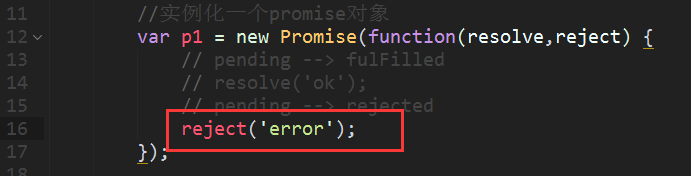 11 //实例化一个promise对象
12 var p1 = new Promise(function(resolve,reject) {
13 // pending --> fulFilled
14 // resolve('ok');
15 // pending --> rejected
16 reject('error');
17 });